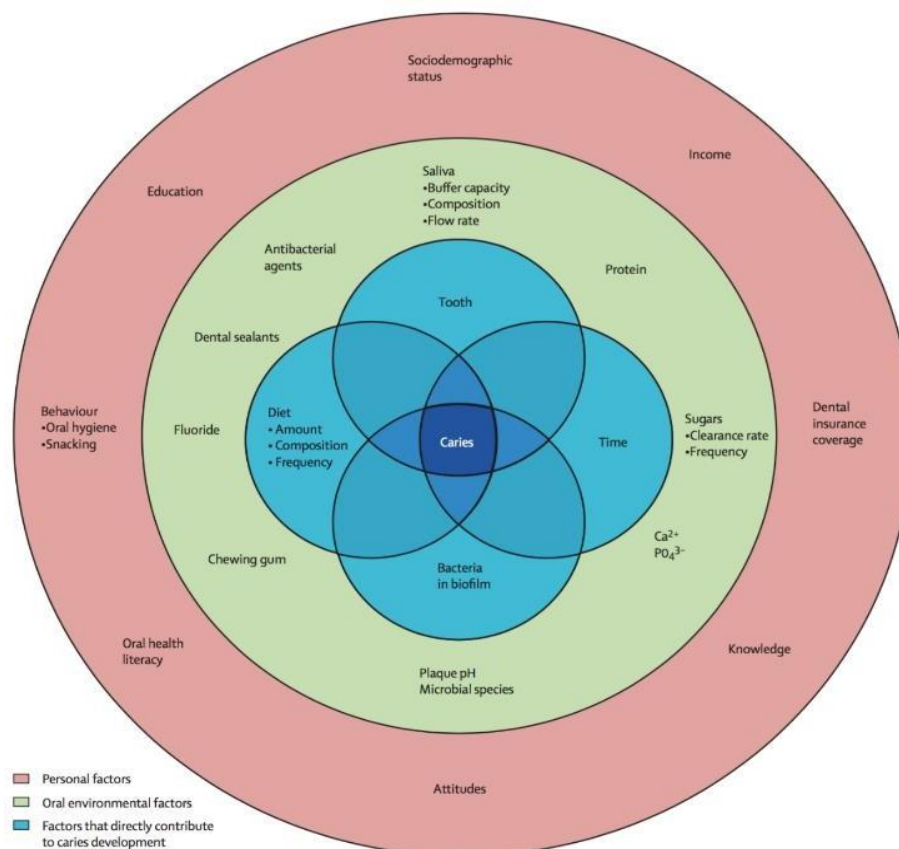 Sociodemographic
status
Income
Education
Saliva
•Buffer capacity
•Composition
•Flow rate
Antibacterial
agents
Protein
Tooth
Dental sealants
Behaviour
•Oral hygiene
•Snacking
Fluoride
Diet
• Amount
• Composition
• Frequency
Caries
Time
Sugars
•Clearance rate
•Frequency
Dental
insurance
coverage
Ca²⁺
PO₄³⁻
Chewing gum
Bacteria
in biofilm
Oral health
literacy
Knowledge
Plaque pH
Microbial species
Attitudes
Personal factors
Oral environmental factors
Factors that directly contribute
to caries development